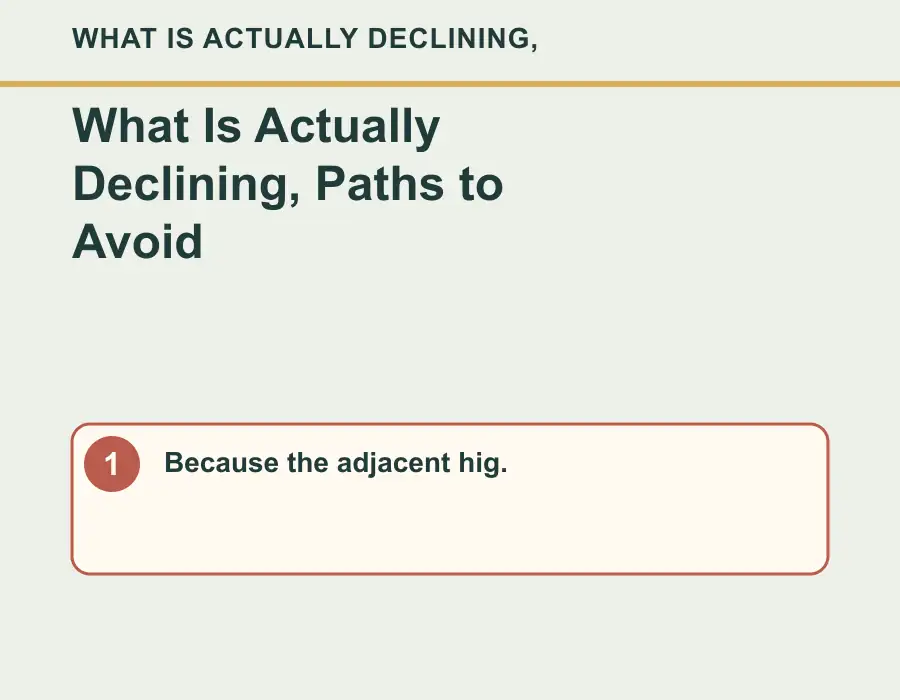 WHAT IS ACTUALLY DECLINING,
What Is Actually
Declining, Paths to
Avoid
1
Because the adjacent hig.